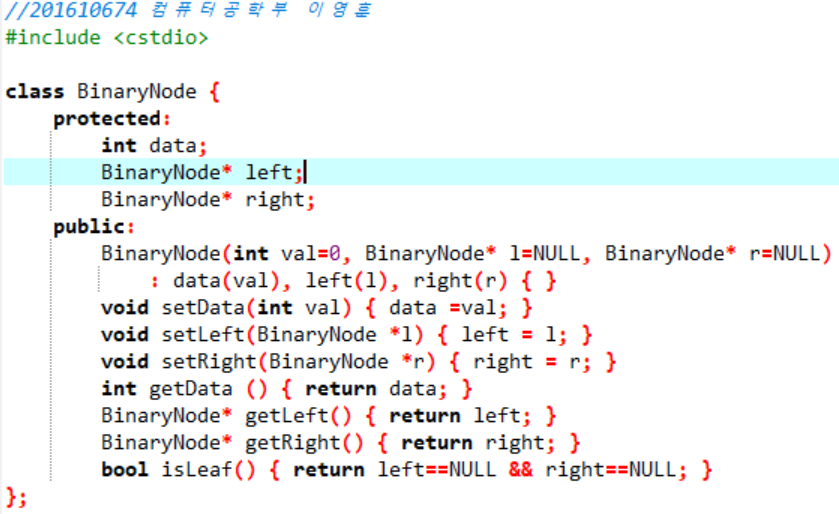 //201610674 컴퓨터공학부 이영훈
#include <cstdio>
class BinaryNode {
protected:
int data;
BinaryNode* left;
BinaryNode* right;
public:
BinaryNode(int val=0, BinaryNode* l=NULL, BinaryNode* r=NULL)
: data(val), left(l), right(r) { }
void setData(int val) { data =val; }
void setLeft(BinaryNode *l) { left = l; }
void setRight(BinaryNode *r) { right = r; }
int getData () { return data; }
BinaryNode* getLeft() { return left; }
BinaryNode* getRight() { return right; }
bool isLeaf() { return left==NULL && right==NULL; }
};